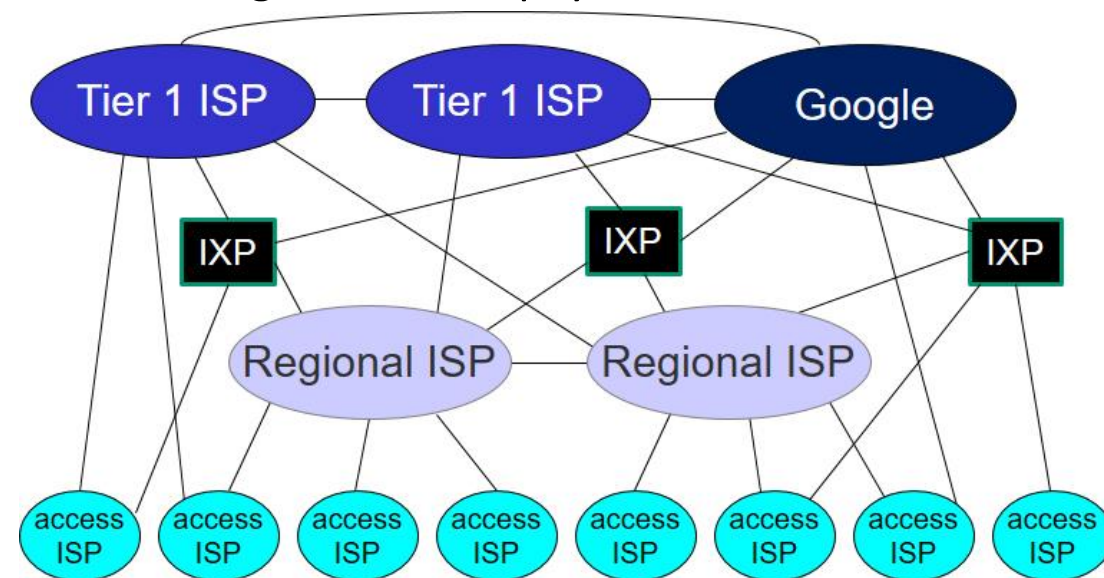 Tier 1 ISP
Tier 1 ISP
Google
IXP
IXP
IXP
Regional ISP
Regional ISP
access
ISP
access
ISP
access
ISP
access
ISP
access
ISP
access
ISP
access
ISP
access
ISP